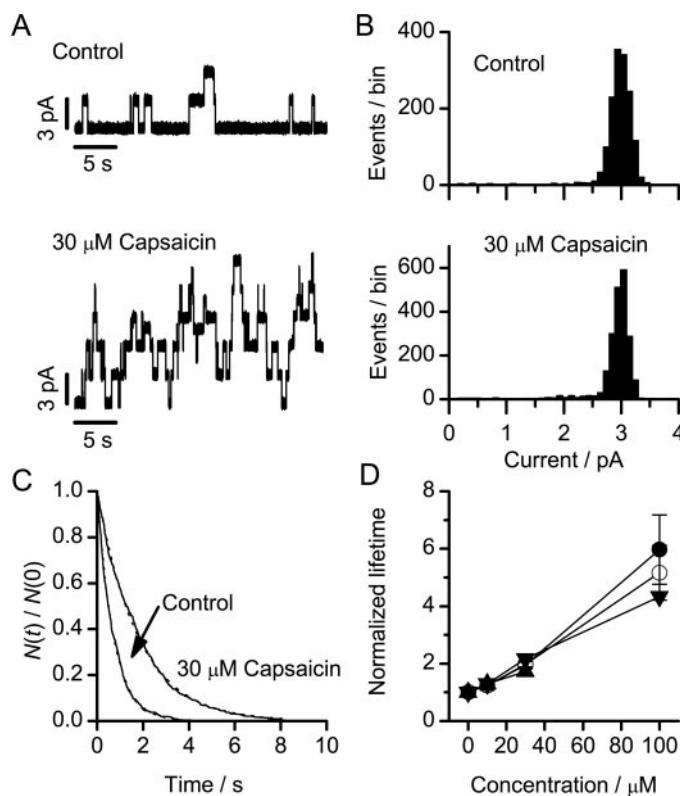 A
Control
3 pA
5 s
30 μM Capsaicin
3 pA
5 s
B
400
200
0
Events / bin
Control
600
400
200
0
Events / bin
30 μM Capsaicin
0 1 2 3 4
Current / pA
C
1.0
0.8
0.6
0.4
0.2
0.0
N(t) / N(0)
Control
30 μM Capsaicin
0 2 4 6 8 10
Time / s
D
8
6
4
2
0
Normalized lifetime
0 20 40 60 80 100
Concentration / μM